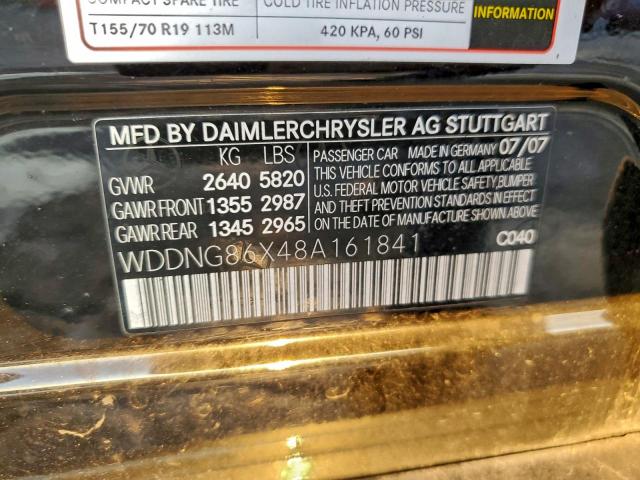 COMPACT SPARE TIRE COLD TIRE INFLATION PRESSURE
INFORMATION
T155/70 R19 113M 420 KPA, 60 PSI
MFD BY DAIMLERCHRYSLER AG STUTTGART
KG LBS
GVWR 2640 5820
GAWR FRONT 1355 2987
GAWR REAR 1345 2965
PASSENGER CAR MADE IN GERMANY 07/07
THIS VEHICLE CONFORMS TO ALL APPLICABLE
U.S. FEDERAL MOTOR VEHICLE SAFETY, BUMPER
AND THEFT PREVENTION STANDARDS IN EFFECT
ON THE DATE OF MANUFACTURE SHOWN ABOVE
WDDNG86X48A161841 C040